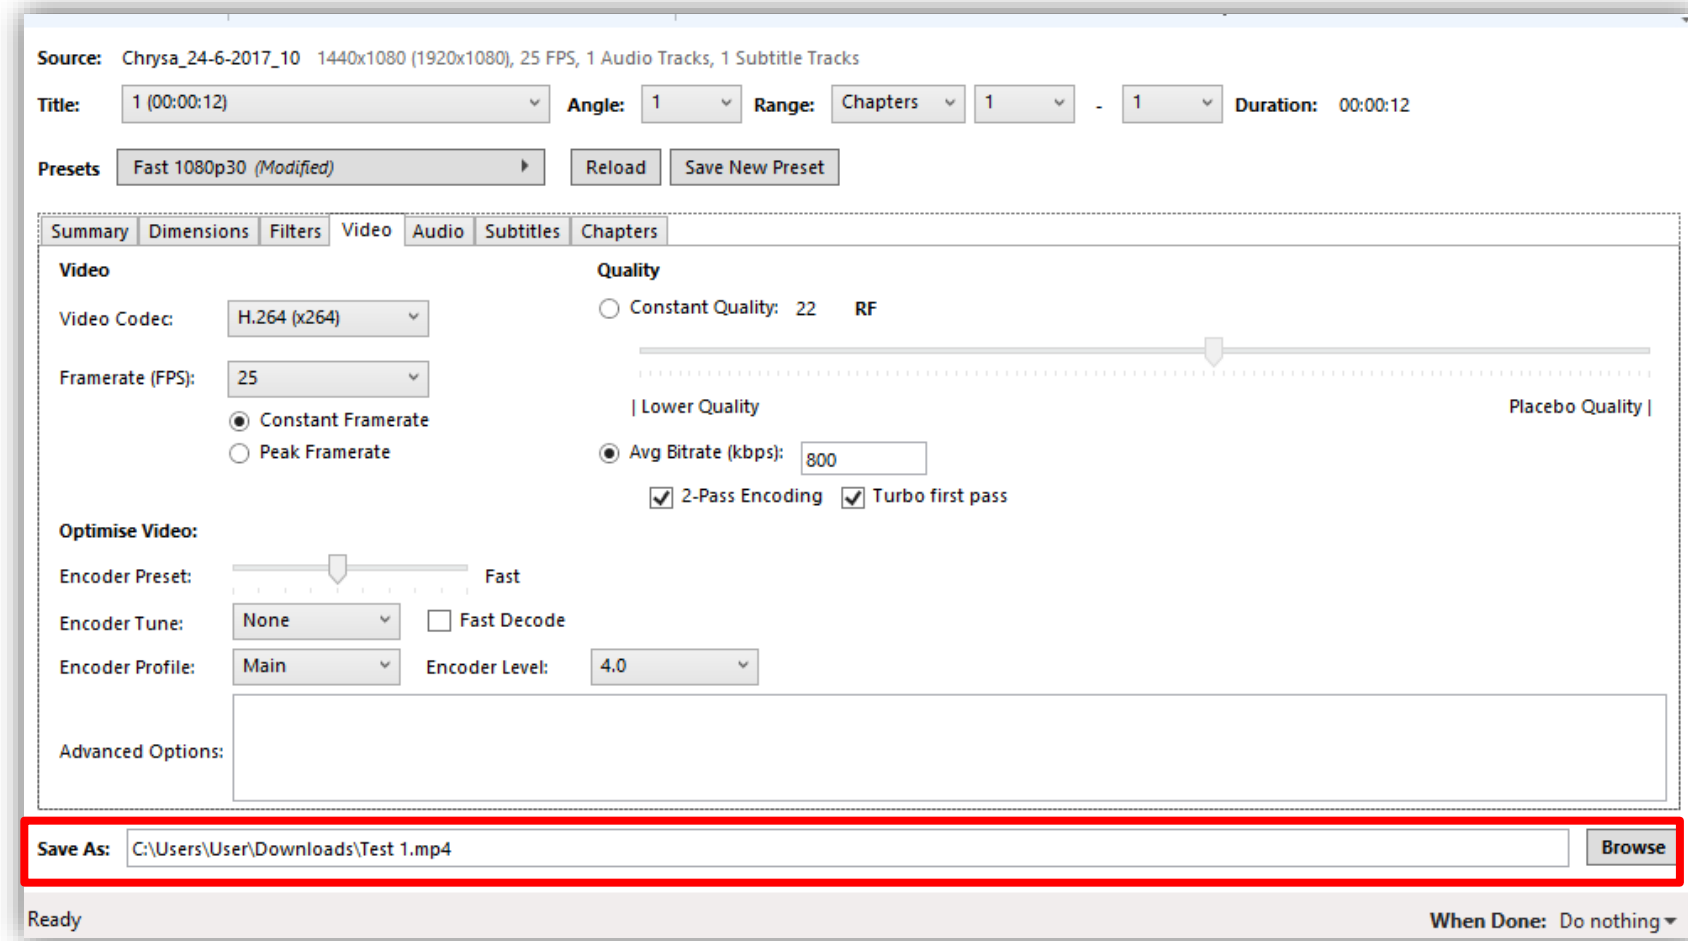 Source: Chrysa_24-6-2017_10 1440x1080 (1920x1080), 25 FPS, 1 Audio Tracks, 1 Subtitle Tracks
Title: 1 (00:00:12) Angle: 1 Range: Chapters 1 - 1 Duration: 00:00:12
Presets Fast 1080p30 (Modified) Reload Save New Preset
Summary Dimensions Filters Video Audio Subtitles Chapters
Video Quality
Video Codec: H.264 (x264) Constant Quality: 22 RF
Framerate (FPS): 25
| Lower Quality Placebo Quality |
Constant Framerate
Peak Framerate Avg Bitrate (kbps): 800
2-Pass Encoding Turbo first pass
Optimise Video:
Encoder Preset: Fast
Encoder Tune: None Fast Decode
Encoder Profile: Main Encoder Level: 4.0
Advanced Options:
Save As: C:\Users\User\Downloads\Test 1.mp4 Browse
Ready When Done: Do nothing